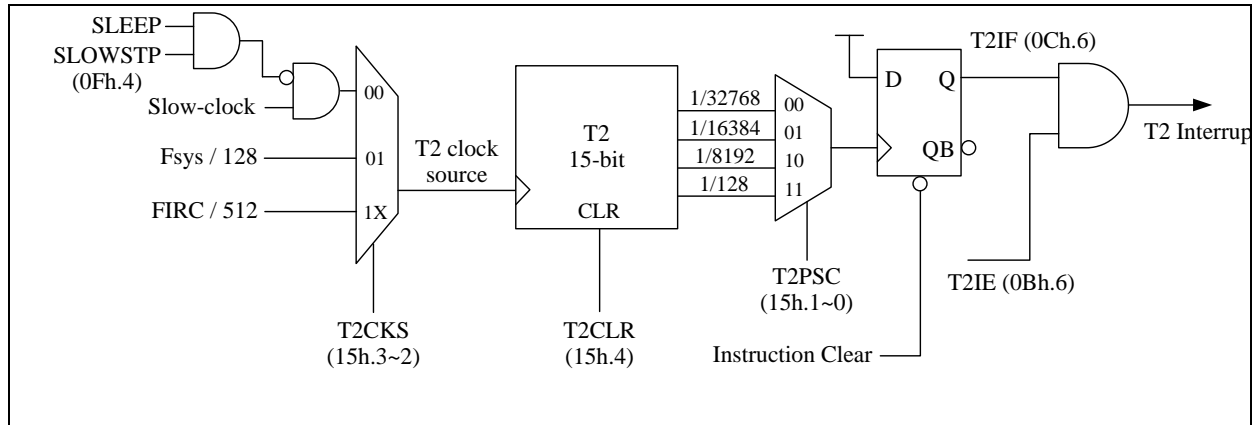 SLEEP
SLOWSTP
(0Fh.4)
Slow-clock
Fsys / 128
FIRC / 512
00
01
1X
T2CKS
(15h.3~2)
T2 clock
source
T2
15-bit
CLR
T2CLR
(15h.4)
1/32768
1/16384
1/8192
1/128
00
01
10
11
T2PSC
(15h.1~0)
Instruction Clear
D
Q
QB
T2IF (0Ch.6)
T2IE (0Bh.6)
T2 Interrup